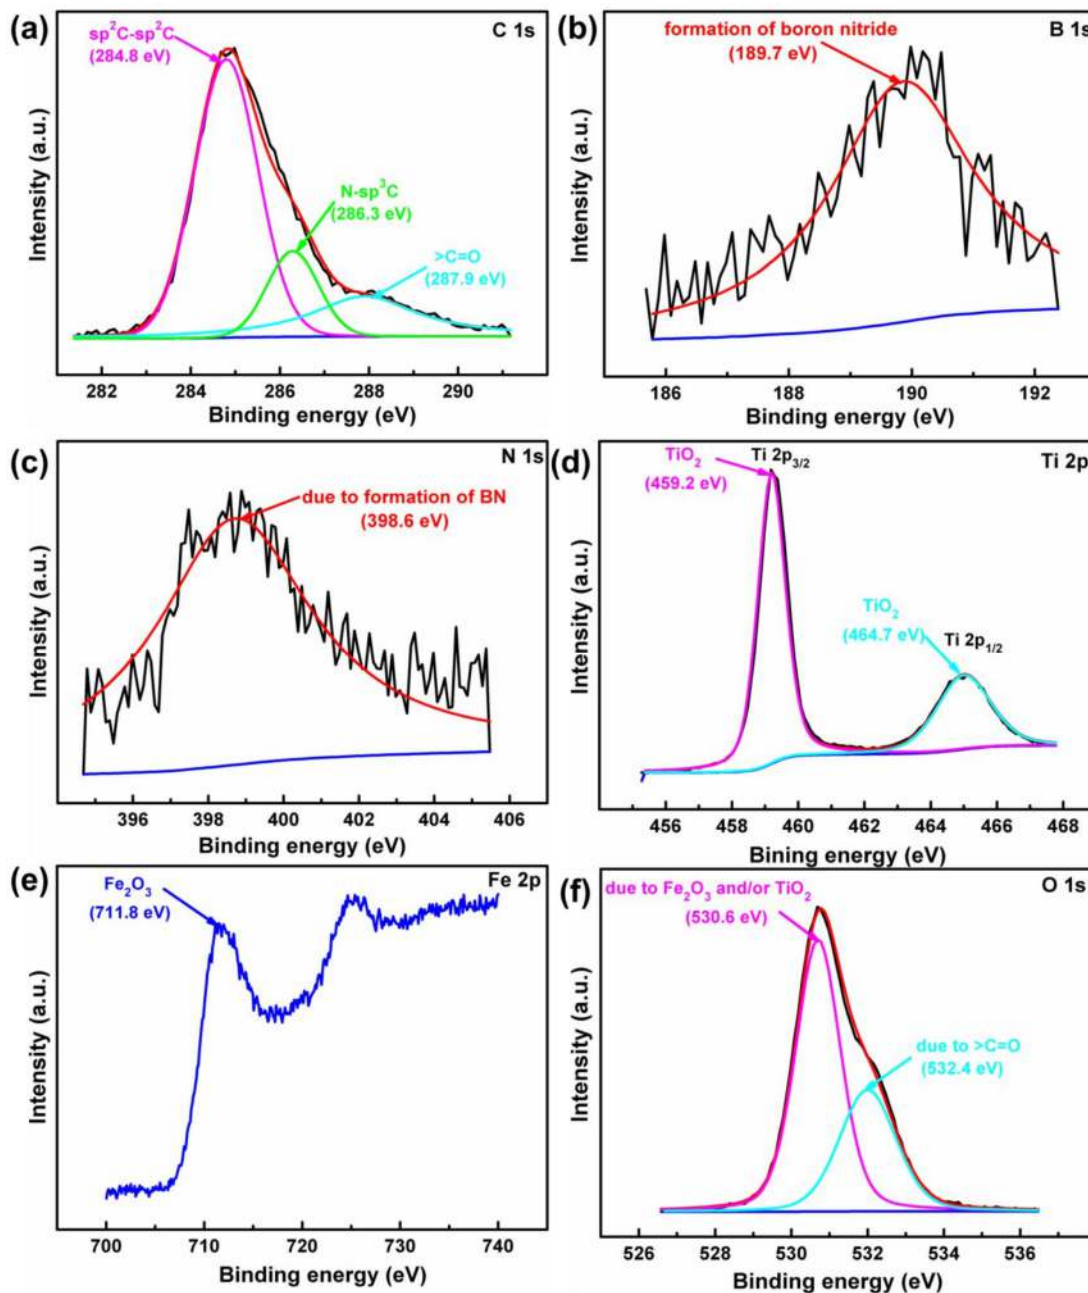 (a)
C 1s
sp²C-sp²C
(284.8 eV)
N-sp³C
(286.3 eV)
>C=O
(287.9 eV)
Intensity (a.u.)
282 284 286 288 290
Binding energy (eV)
(b)
B 1s
formation of boron nitride
(189.7 eV)
Intensity (a.u.)
186 188 190 192
Binding energy (eV)
(c)
N 1s
due to formation of BN
(398.6 eV)
Intensity (a.u.)
396 398 400 402 404 406
Binding energy (eV)
(d)
Ti 2p
TiO₂
(459.2 eV)
Ti 2p₃/₂
TiO₂
(464.7 eV)
Ti 2p₁/₂
Intensity (a.u.)
456 458 460 462 464 466 468
Bining energy (eV)
(e)
Fe 2p
Fe₂O₃
(711.8 eV)
Intensity (a.u.)
700 710 720 730 740
Binding energy (eV)
(f)
O 1s
due to Fe₂O₃ and/or TiO₂
(530.6 eV)
due to >C=O
(532.4 eV)
Intensity (a.u.)
526 528 530 532 534 536
Binding energy (eV)